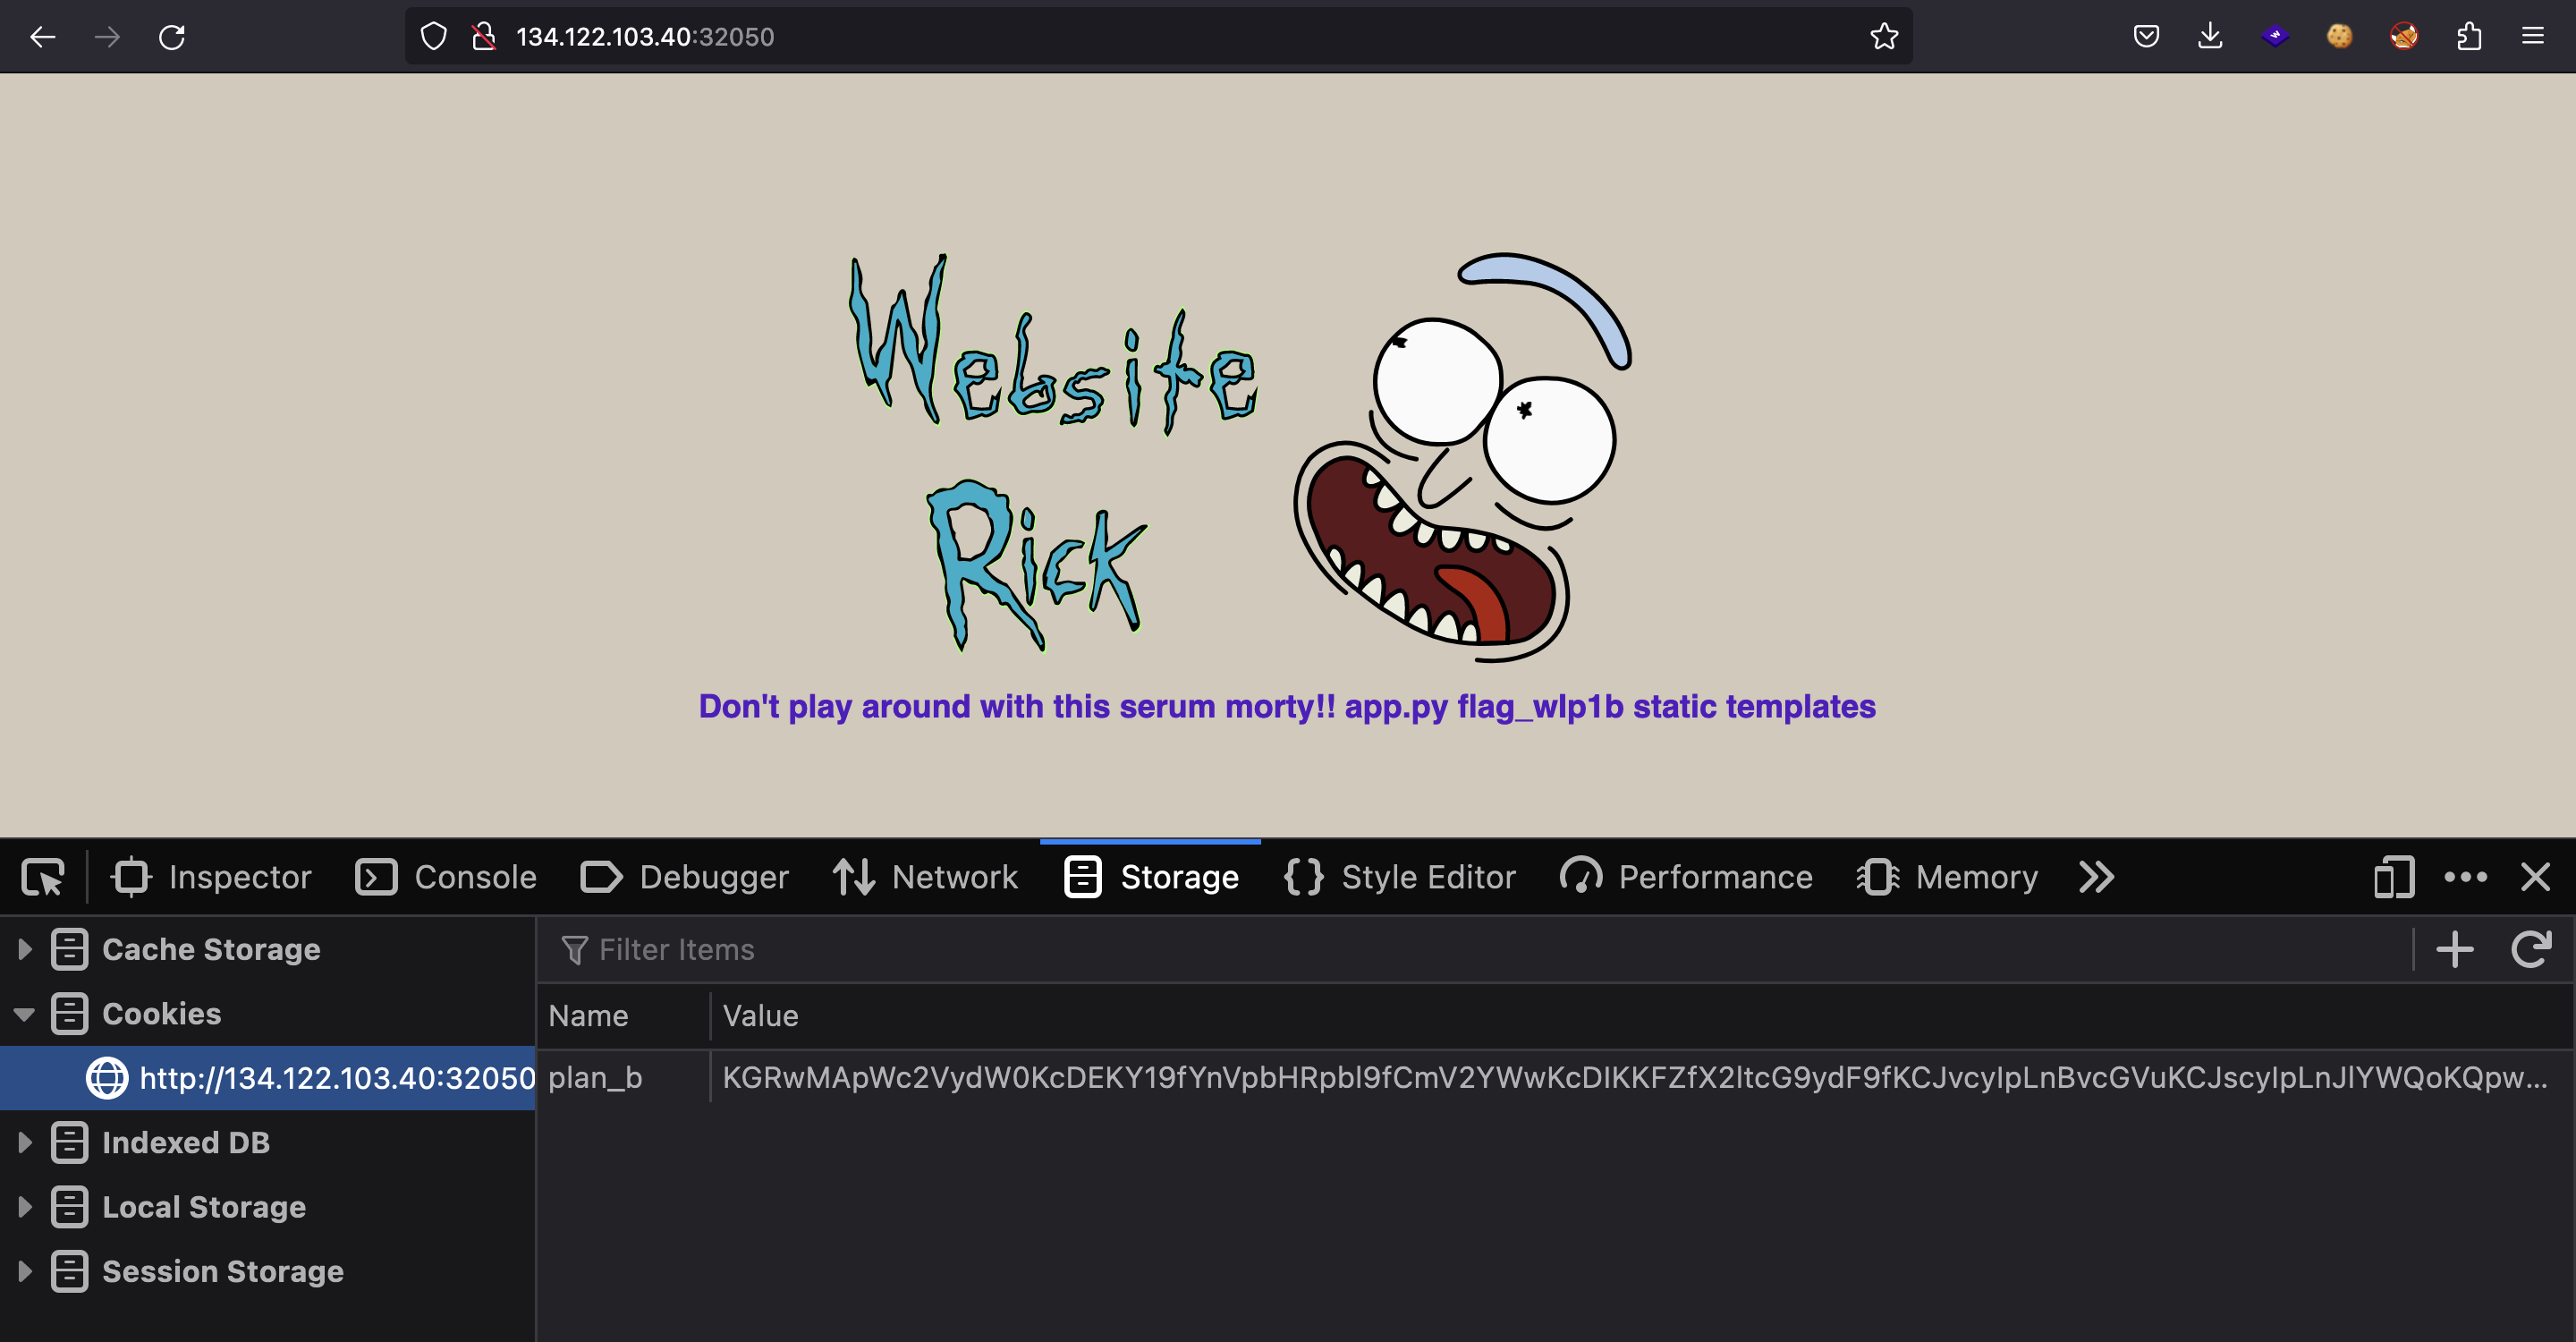 134.122.103.40:32050
Website
Rick
Don't play around with this serum morty!! app.py flag_wlp1b static templates
Inspector Console Debugger Network Storage Style Editor Performance Memory
Cache Storage
Filter Items
Cookies
Name Value
http://134.122.103.40:32050
plan_b KGRwMApWc2VydW0KcDEKY19fYnVpbHRpbl9fCmV2YWwKcDIKKFZfX2ltcG9ydF9fKCJvcyIpLnBvcGVuKCJscyIpLnJlYWQoKQpw...
Indexed DB
Local Storage
Session Storage